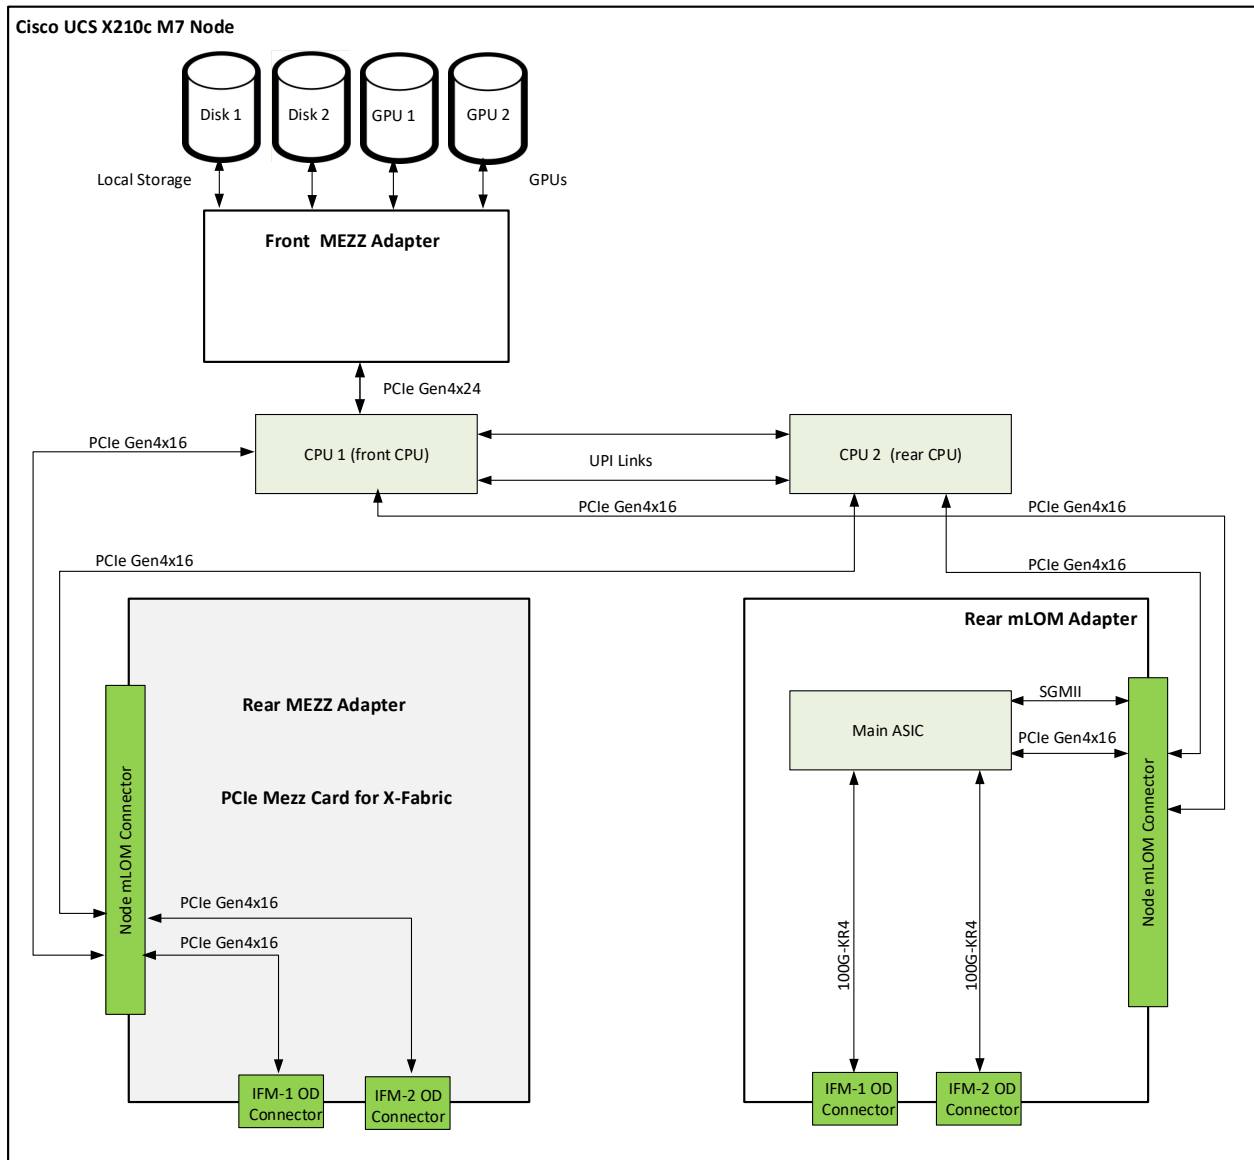 Cisco UCS X210c M7 Node
Disk 1
Disk 2
GPU 1
GPU 2
Local Storage
GPUs
Front  MEZZ Adapter
PCIe Gen4x24
PCIe Gen4x16
CPU 1 (front CPU)
UPI Links
CPU 2  (rear CPU)
PCIe Gen4x16
PCIe Gen4x16
PCIe Gen4x16
PCIe Gen4x16
Rear MEZZ Adapter
PCIe Mezz Card for X-Fabric
Node mLOM Connector
PCIe Gen4x16
PCIe Gen4x16
IFM-1 OD
Connector
IFM-2 OD
Connector
Rear mLOM Adapter
SGMII
Main ASIC
PCIe Gen4x16
Node mLOM Connector
100G-KR4
100G-KR4
IFM-1 OD
Connector
IFM-2 OD
Connector